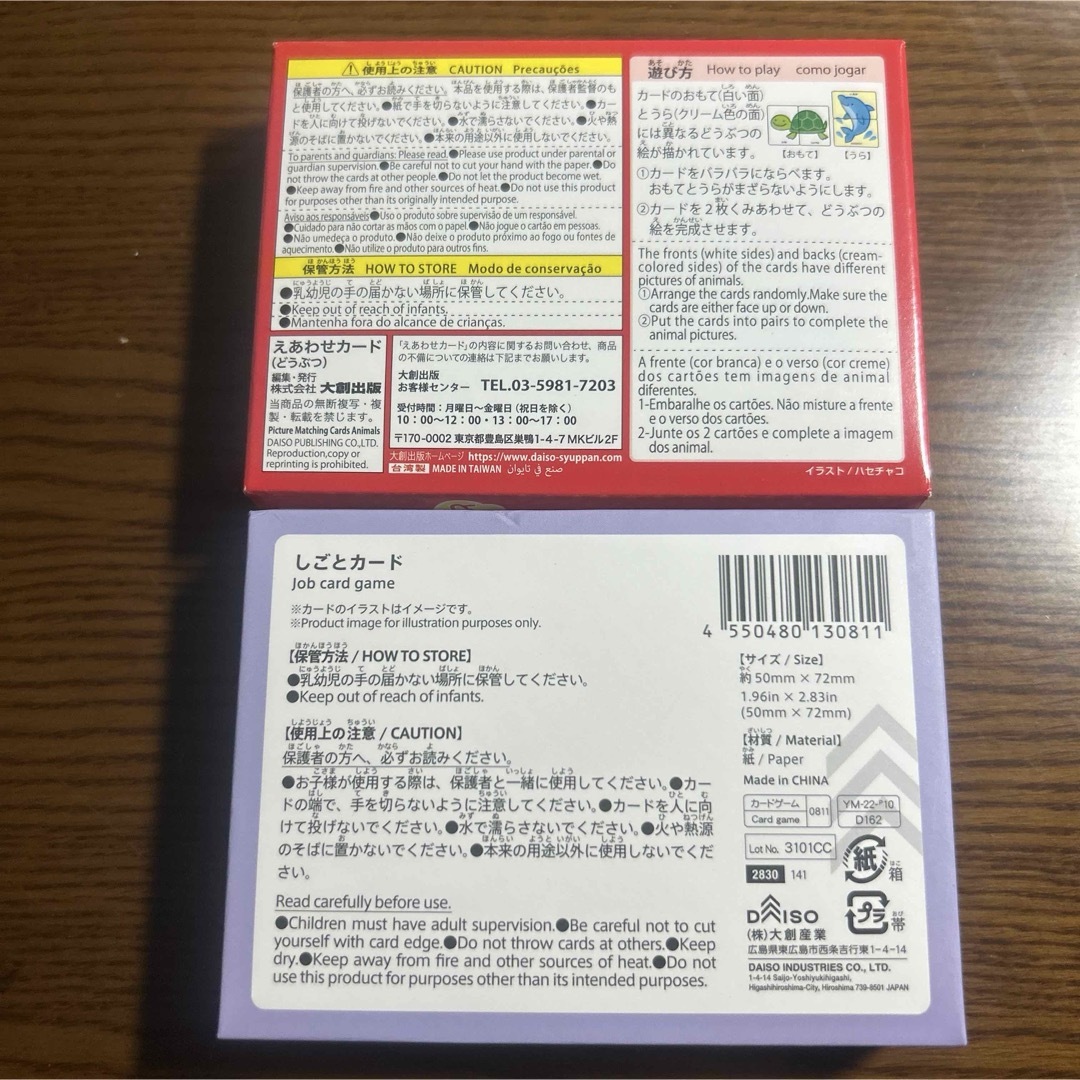 ⚠使用上の注意 CAUTION Precauções
保護者の方へ、必ずお読みください。本品を使用する際は、保護者監督のも
と使用してください。●紙で手を切らないように注意してください。●カー
ドを人に向けて投げないでください。●水で濡らさないでください。●火や熱
源のそばに置かないでください。●本来の用途以外に使用しないでください。
To parents and guardians: Please read.●Please use product under parental or
guardian supervision.●Be careful not to cut your hand with the paper.●Do
not throw the cards at other people.●Do not let the product become wet.
●Keep away from fire and other sources of heat.●Do not use this product
for purposes other than its originally intended purpose.
Aviso aos responsáveis●Uso o produto sobre supervisão de um responsável.
●Cuidado para não cortar as mãos com o papel.●Não jogue o cartão em pessoas.
●Não umedeça o produto.●Não deixe o produto próximo ao fogo ou fontes de
aquecimento.●Não utilize o produto para outros fins.
保管方法 HOW TO STORE Modo de conservação
●乳幼児の手の届かない場所に保管してください。
●Keep out of reach of infants.
●Mantenha fora do alcance de crianças.
えあわせカード
(どうぶつ)
編集・発行
株式会社 大創出版
当商品の無断複写・複
製・転載を禁じます。
Picture Matching Cards Animals
DAISO PUBLISHING CO.,LTD.
Reproduction,copy or
reprinting is prohibited.
「えあわせカード」の内容に関するお問い合わせ、商品
の不備についての連絡は下記までお願いします。
大創出版
お客様センター TEL.03-5981-7203
受付時間：月曜日〜金曜日(祝日を除く)
10：00〜12：00・13：00〜17：00
〒170-0002 東京都豊島区巣鴨1-4-7 MKビル2F
大創出版ホームページ https://www.daiso-syuppan.com
台湾製 MADE IN TAIWAN صنع في تايوان
遊び方 How to play como jogar
カードのおもて(白い面)
とうら(クリーム色の面)
には異なるどうぶつの
絵が描かれています。
【おもて】 【うら】
①カードをバラバラにならべます。
おもてとうらがまざらないようにします。
②カードを2枚くみあわせて、どうぶつの
絵を完成させます。
The fronts (white sides) and backs (cream-
colored sides) of the cards have different
pictures of animals.
①Arrange the cards randomly.Make sure the
cards are either face up or down.
②Put the cards into pairs to complete the
animal pictures.
A frente (cor branca) e o verso (cor creme)
dos cartões tem imagens de animal
diferentes.
1-Embaralhe os cartões. Não misture a frente
e o verso dos cartões.
2-Junte os 2 cartões e complete a imagem
dos animal.
イラスト/ハセチャコ
しごとカード
Job card game
※カードのイラストはイメージです。
※Product image for illustration purposes only.
【保管方法 / HOW TO STORE】
●乳幼児の手の届かない場所に保管してください。
●Keep out of reach of infants.
【使用上の注意 / CAUTION】
保護者の方へ、必ずお読みください。
●お子様が使用する際は、保護者と一緒に使用してください。●カー
ドの端で、手を切らないように注意してください。●カードを人に向
けて投げないでください。●水で濡らさないでください。●火や熱源
のそばに置かないでください。●本来の用途以外に使用しないでくだ
さい。
Read carefully before use.
●Children must have adult supervision.●Be careful not to cut
yourself with card edge.●Do not throw cards at others.●Keep
dry.●Keep away from fire and other sources of heat.●Do not
use this product for purposes other than its intended purposes.
4 550480 130811
【サイズ / Size】
約50mm × 72mm
1.96in × 2.83in
(50mm × 72mm)
【材質 / Material】
紙 / Paper
Made in CHINA
カードゲーム
Card game
0811
YM-22-P10
D162
Lot No. 3101CC
2830 141
紙 箱
プラ 帯
DAISO
(株)大創産業
広島県東広島市西条吉行東1-4-14
DAISO INDUSTRIES CO., LTD.
1-4-14 Saijo-Yoshiyukihigashi,
Higashihiroshima-City, Hiroshima 739-8501 JAPAN